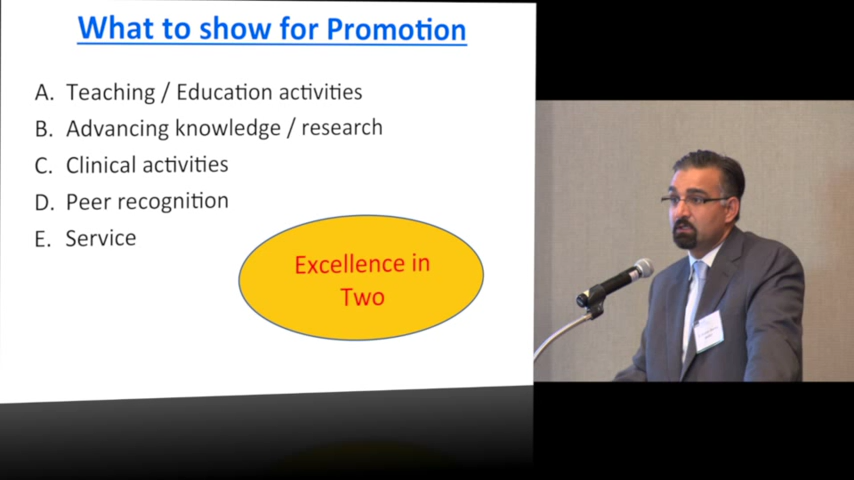 What to show for Promotion
A. Teaching / Education activities
B. Advancing knowledge / research
C. Clinical activities
D. Peer recognition
E. Service
Excellence in
Two